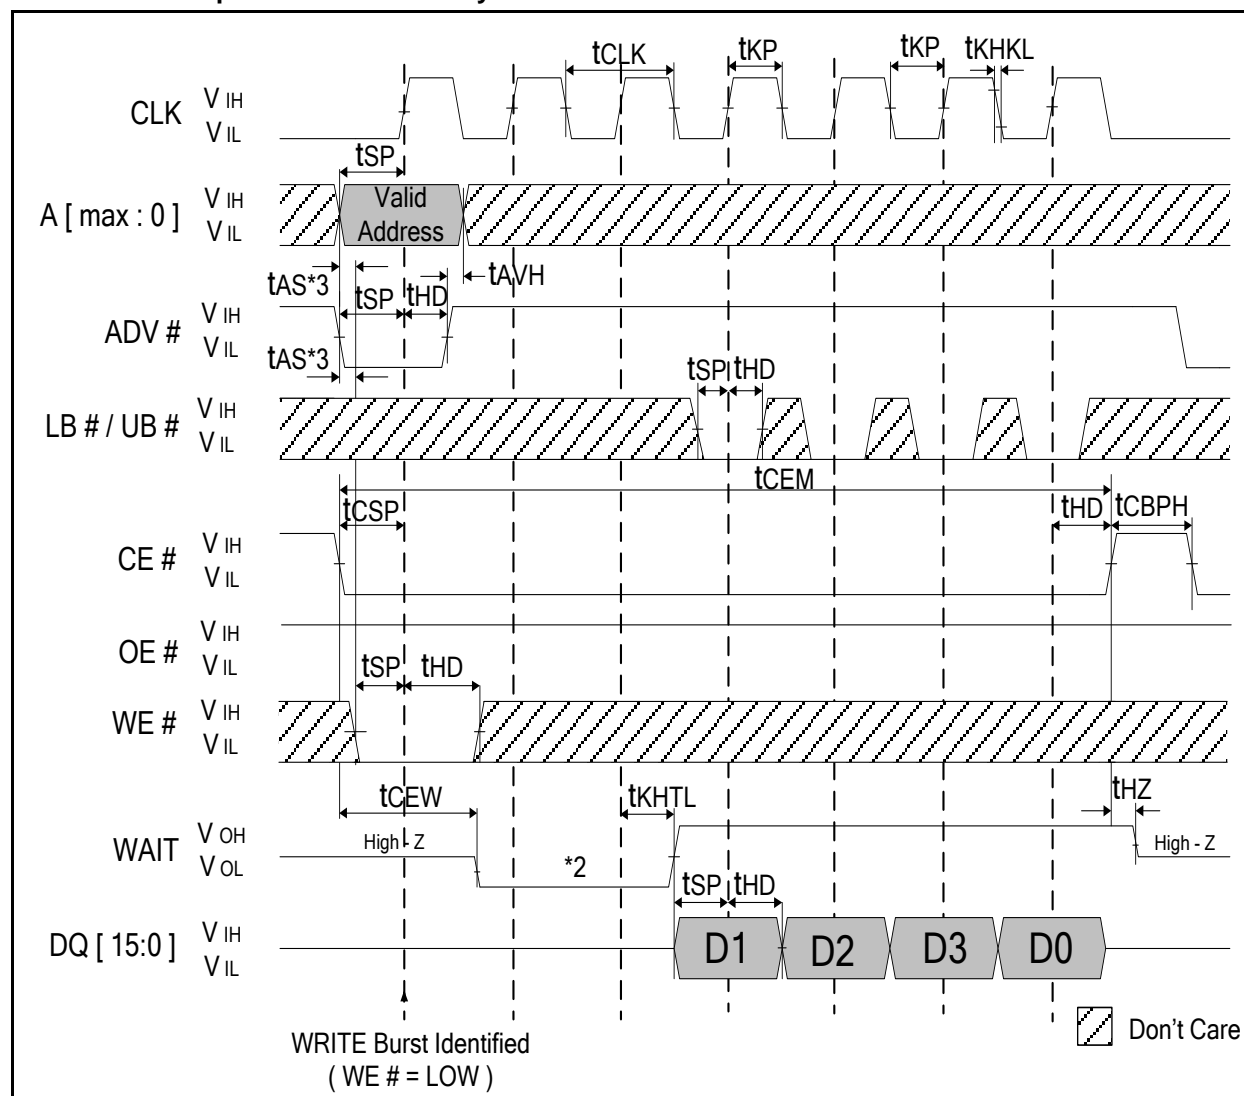 tCLK tKP tKP tKHKL
CLK V IH
V IL
tSP
A [ max : 0 ] V IH
V IL
Valid
Address
tAS*3 tSP tHD tAVH
ADV # V IH
V IL
tAS*3
tSP tHD
LB # / UB # V IH
V IL
tCEM
tCSP tHD tCBPH
CE # V IH
V IL
OE # V IH
V IL
tSP tHD
WE # V IH
V IL
tCEW tKHTL tHZ
WAIT V OH
V OL
High - Z *2 High - Z
tSP tHD
DQ [ 15:0 ] V IH
V IL
D1 D2 D3 D0
Don't Care
WRITE Burst Identified
( WE # = LOW )